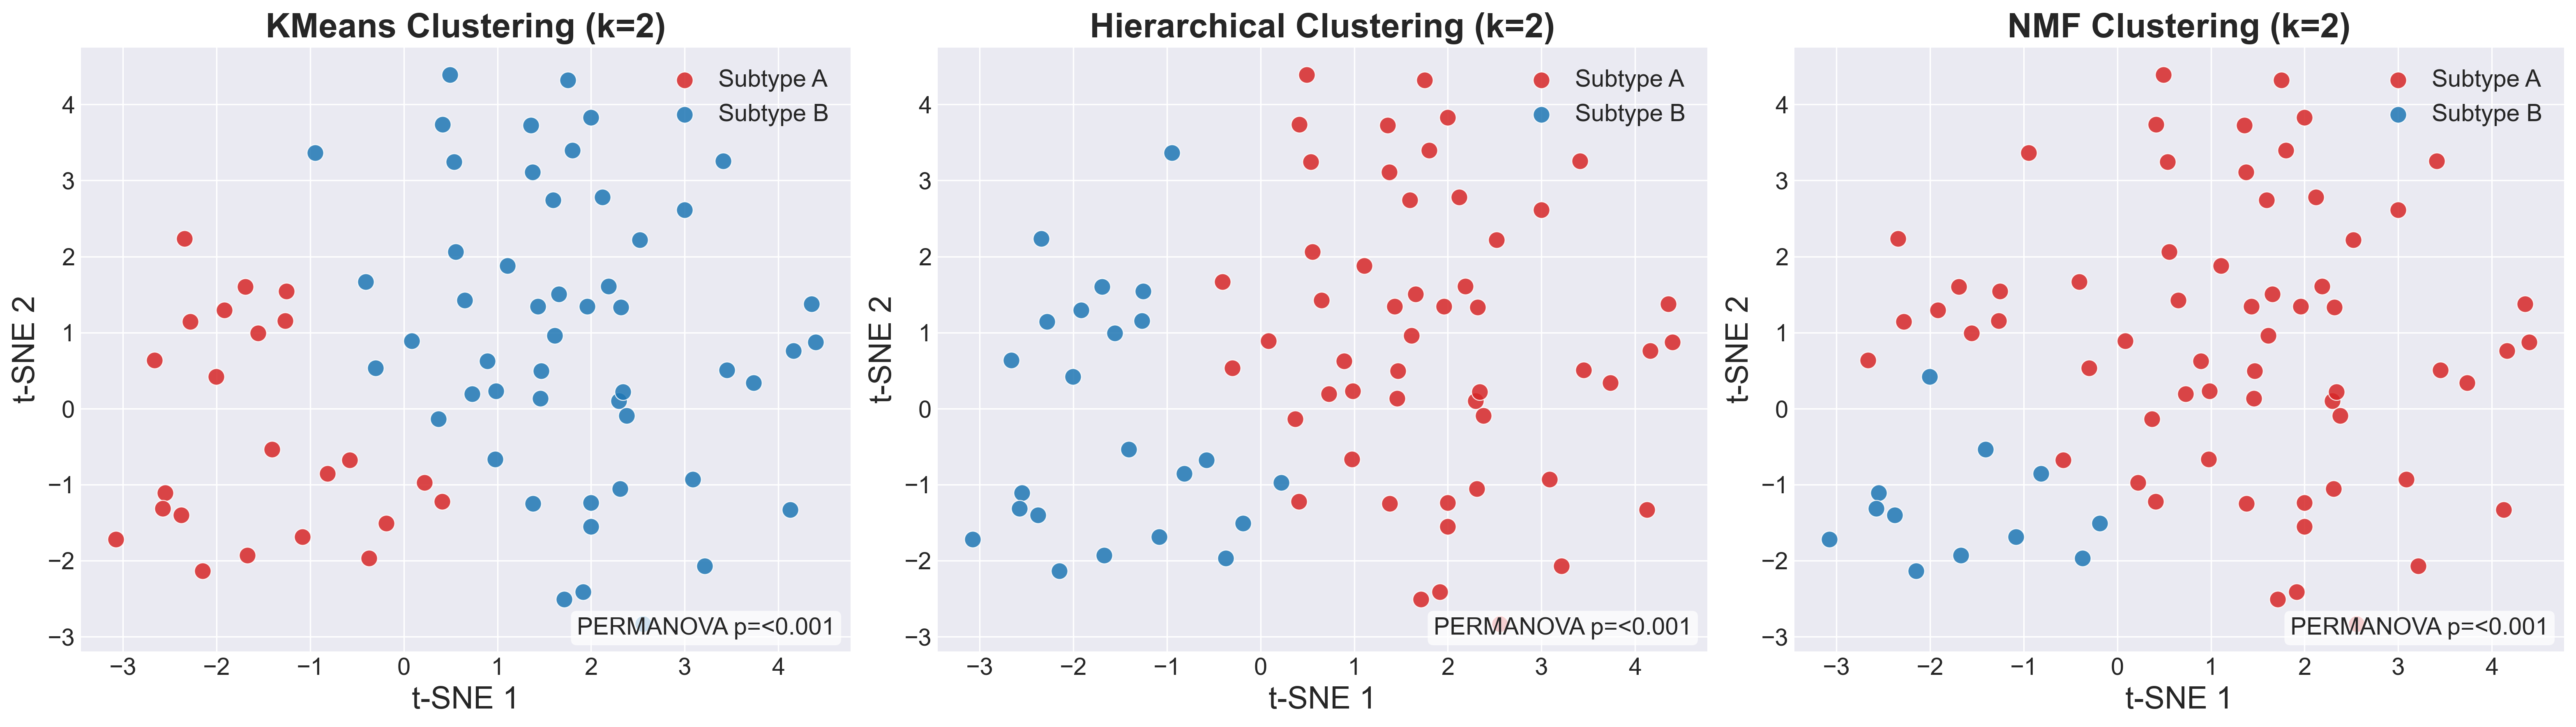 KMeans Clustering (k=2)
Subtype A
Subtype B
4
3
2
1
0
−1
−2
−3
t-SNE 2
PERMANOVA p=<0.001
−3 −2 −1 0 1 2 3 4
t-SNE 1
Hierarchical Clustering (k=2)
Subtype A
Subtype B
4
3
2
1
0
−1
−2
−3
t-SNE 2
PERMANOVA p=<0.001
−3 −2 −1 0 1 2 3 4
t-SNE 1
NMF Clustering (k=2)
Subtype A
Subtype B
4
3
2
1
0
−1
−2
−3
t-SNE 2
PERMANOVA p=<0.001
−3 −2 −1 0 1 2 3 4
t-SNE 1